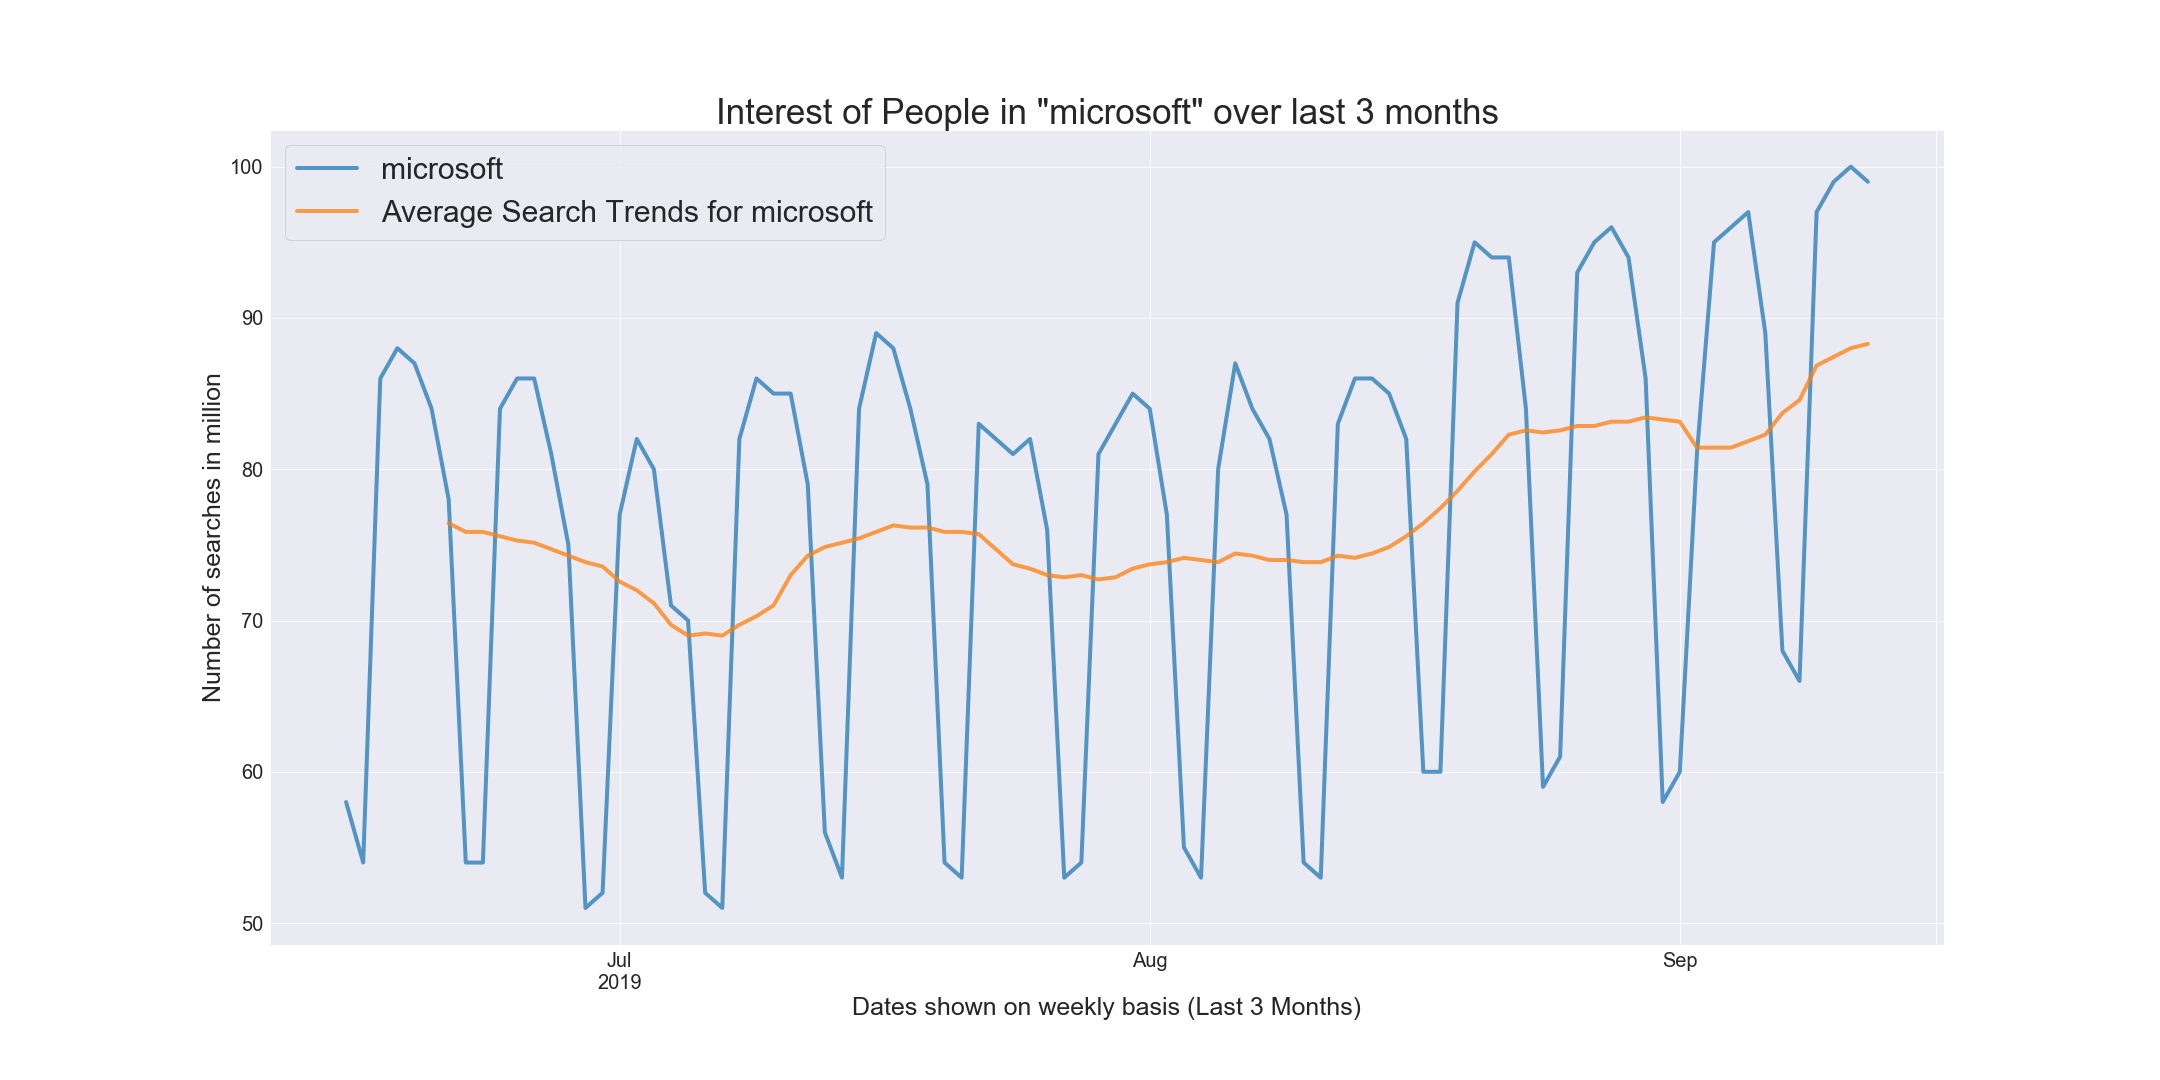 Interest of People in "microsoft" over last 3 months
microsoft
Average Search Trends for microsoft
Number of searches in million
100
90
80
70
60
50
Jul
2019
Aug
Sep
Dates shown on weekly basis (Last 3 Months)